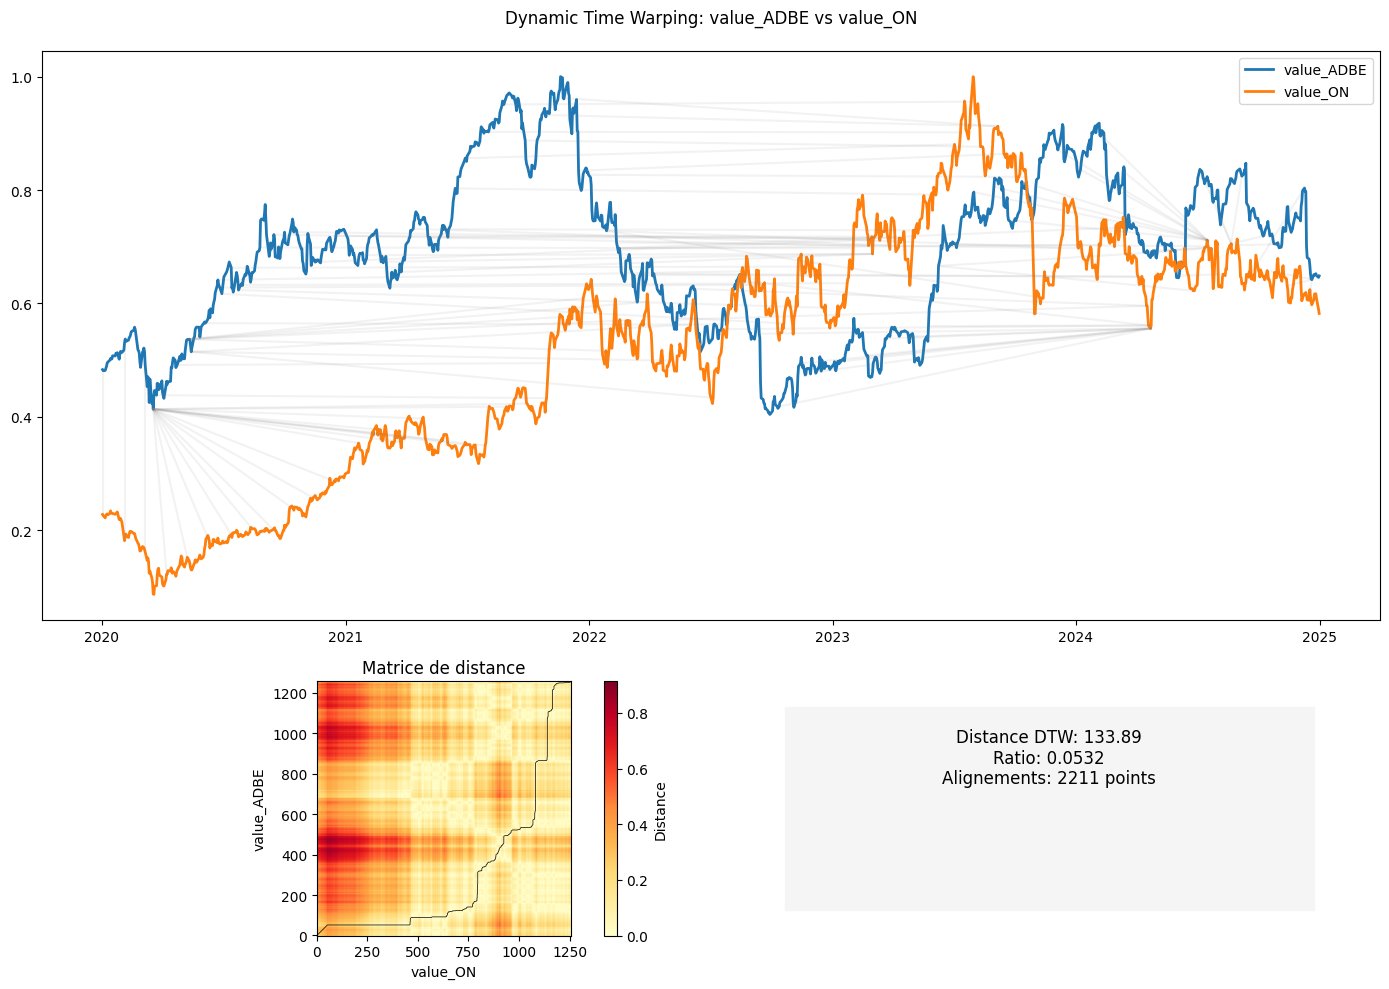 Dynamic Time Warping: value_ADBE vs value_ON
value_ADBE
value_ON
1.0
0.8
0.6
0.4
0.2
2020 2021 2022 2023 2024 2025
Matrice de distance
value_ADBE
1200
1000
800
600
400
200
0
0 250 500 750 1000 1250
value_ON
0.8
0.6
0.4
0.2
0.0
Distance
Distance DTW: 133.89
Ratio: 0.0532
Alignements: 2211 points